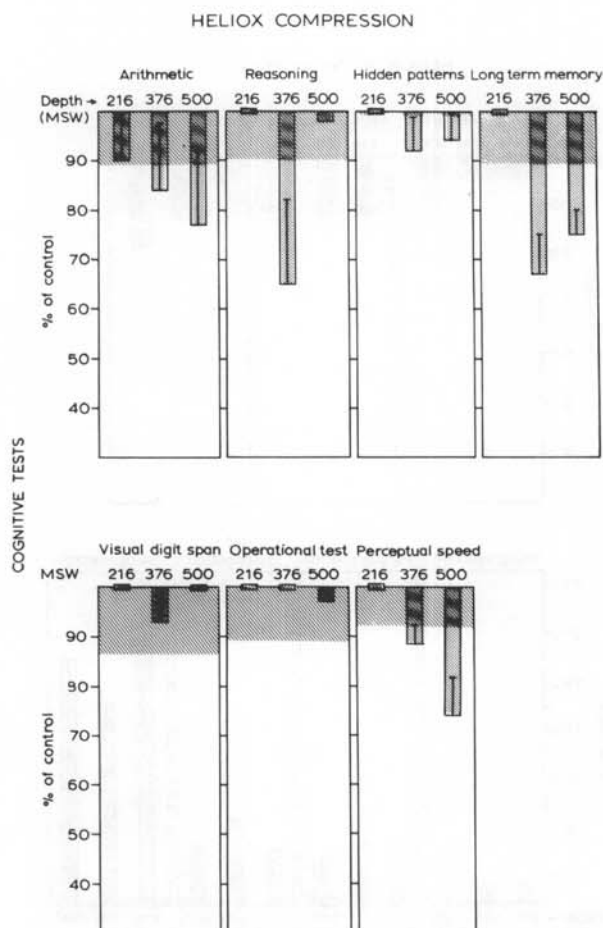 HELIOX COMPRESSION
Arithmetic Reasoning Hidden patterns Long term memory
Depth → 216 376 500 216 376 500 216 376 500 216 376 500
(MSW)
90
80
70
60
50
40
% of control
COGNITIVE TESTS
Visual digit span Operational test Perceptual speed
MSW 216 376 500 216 376 500 216 376 500
90
90
70
60
50
40
% of control